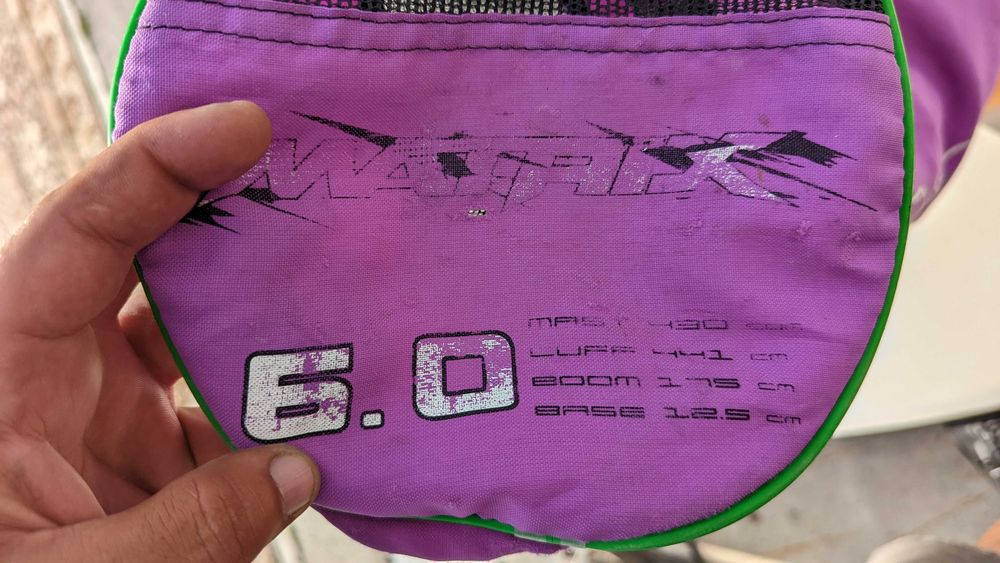 MATRIX
6.0
MAST 430 cm
LUFF 441 cm
BOOM 175 cm
BASE 12.5 cm